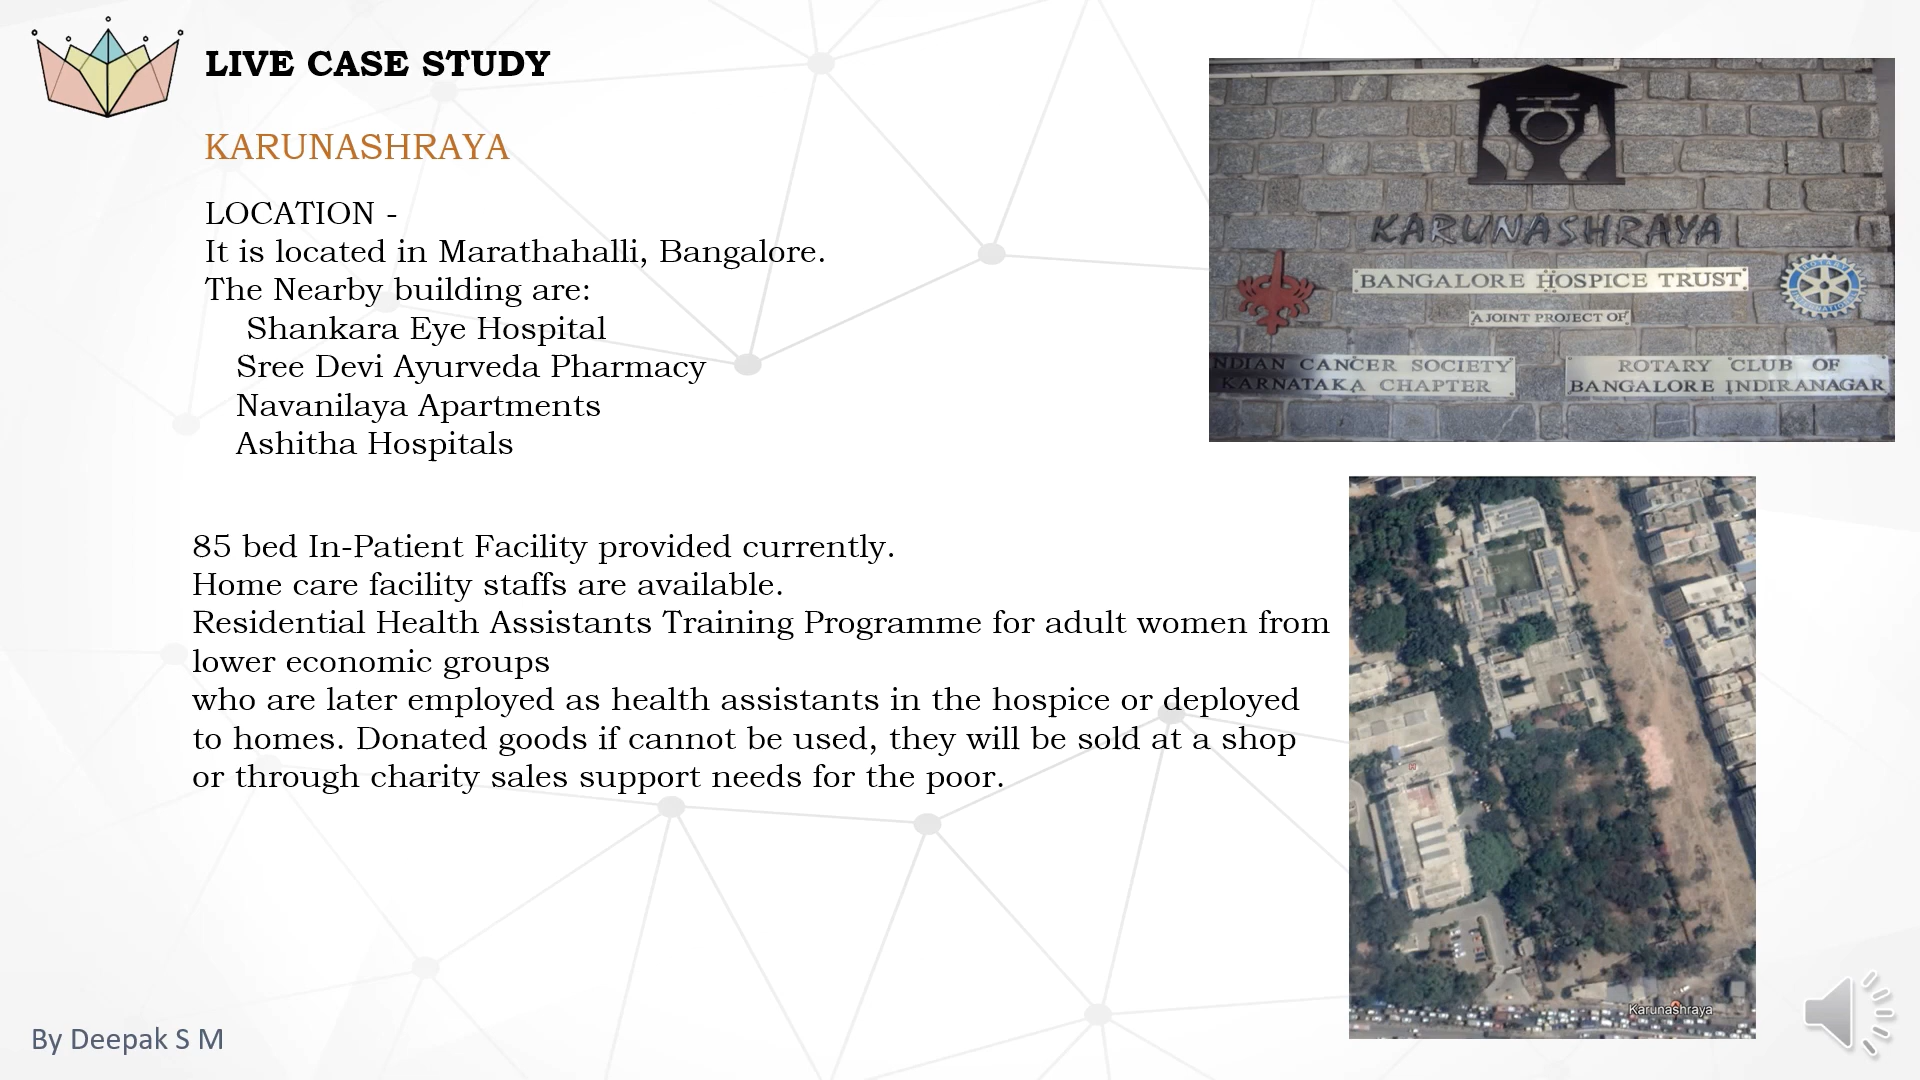 LIVE CASE STUDY
KARUNASHRAYA
LOCATION -
It is located in Marathahalli, Bangalore.
The Nearby building are:
Shankara Eye Hospital
Sree Devi Ayurveda Pharmacy
Navanilaya Apartments
Ashitha Hospitals
85 bed In-Patient Facility provided currently.
Home care facility staffs are available.
Residential Health Assistants Training Programme for adult women from
lower economic groups
who are later employed as health assistants in the hospice or deployed
to homes. Donated goods if cannot be used, they will be sold at a shop
or through charity sales support needs for the poor.
KARUNASHRAYA
BANGALORE HOSPICE TRUST
A JOINT PROJECT OF
NDIAN CANCER SOCIETY
KARNATAKA CHAPTER
ROTARY CLUB OF
BANGALORE INDIRANAGAR
ROTARY
INTERNATIONAL
Karunashraya
By Deepak S M